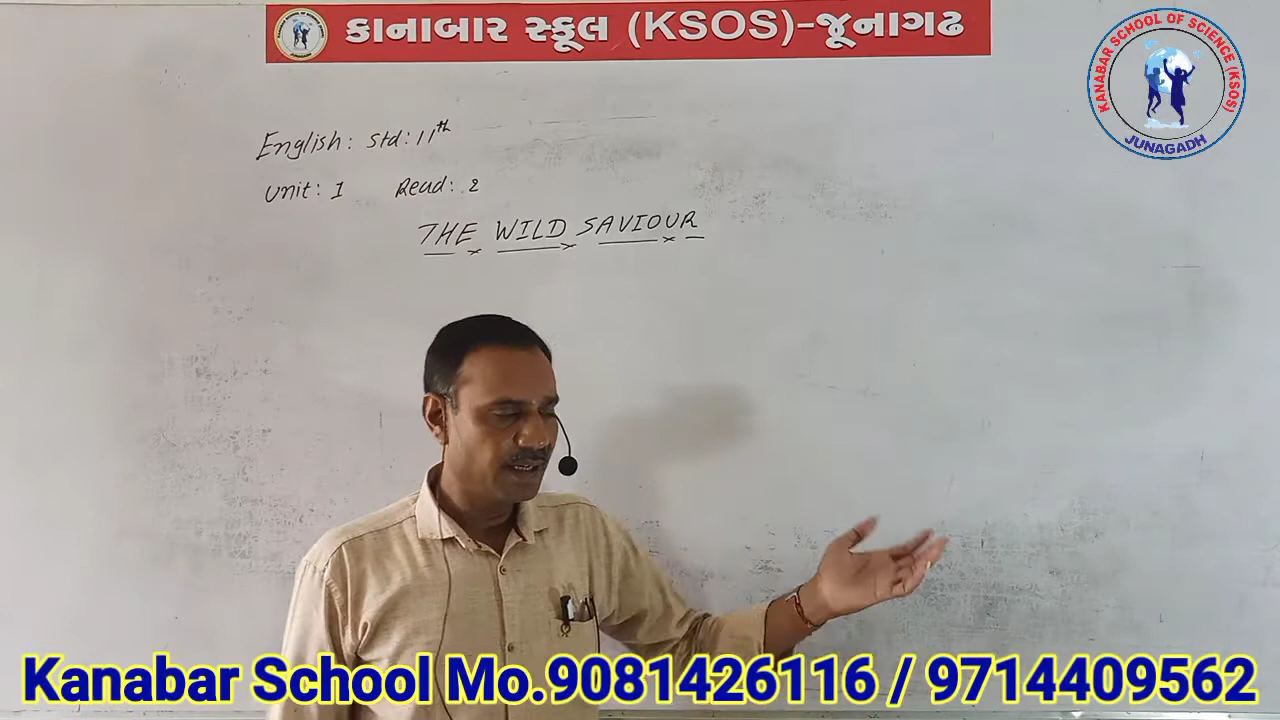 કાનાબાર સ્કૂલ (KSOS)-જૂનાગઢ
KANABAR SCHOOL OF SCIENCE (KSOS)
JUNAGADH
English: Std: 11th
Unit: 1 Read: 2
THE WILD SAVIOUR
Kanabar School Mo.9081426116 / 9714409562